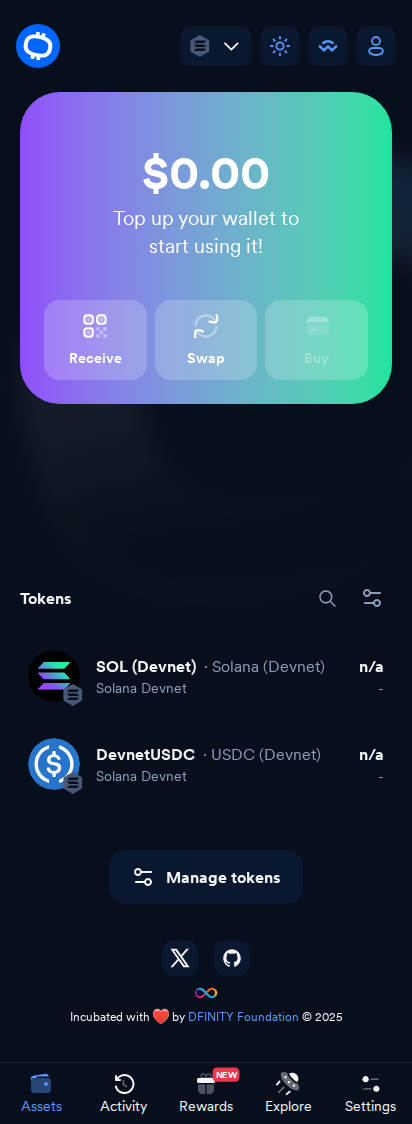 $0.00
Top up your wallet to
start using it!
Receive
Swap
Buy
Tokens
SOL (Devnet) · Solana (Devnet) n/a
Solana Devnet -
DevnetUSDC · USDC (Devnet) n/a
Solana Devnet -
Manage tokens
Incubated with ❤️ by DFINITY Foundation © 2025
NEW
Assets Activity Rewards Explore Settings